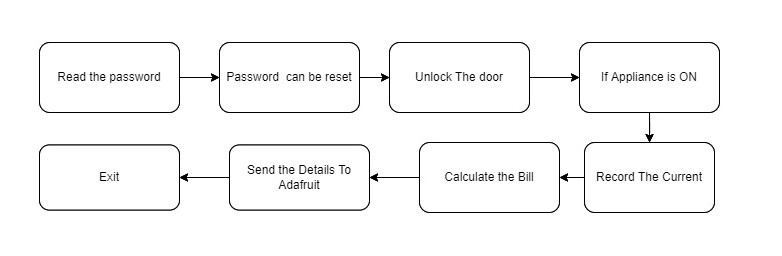 Read the password
Password  can be reset
Unlock The door
If Appliance is ON
Record The Current
Calculate the Bill
Send the Details To
Adafruit
Exit